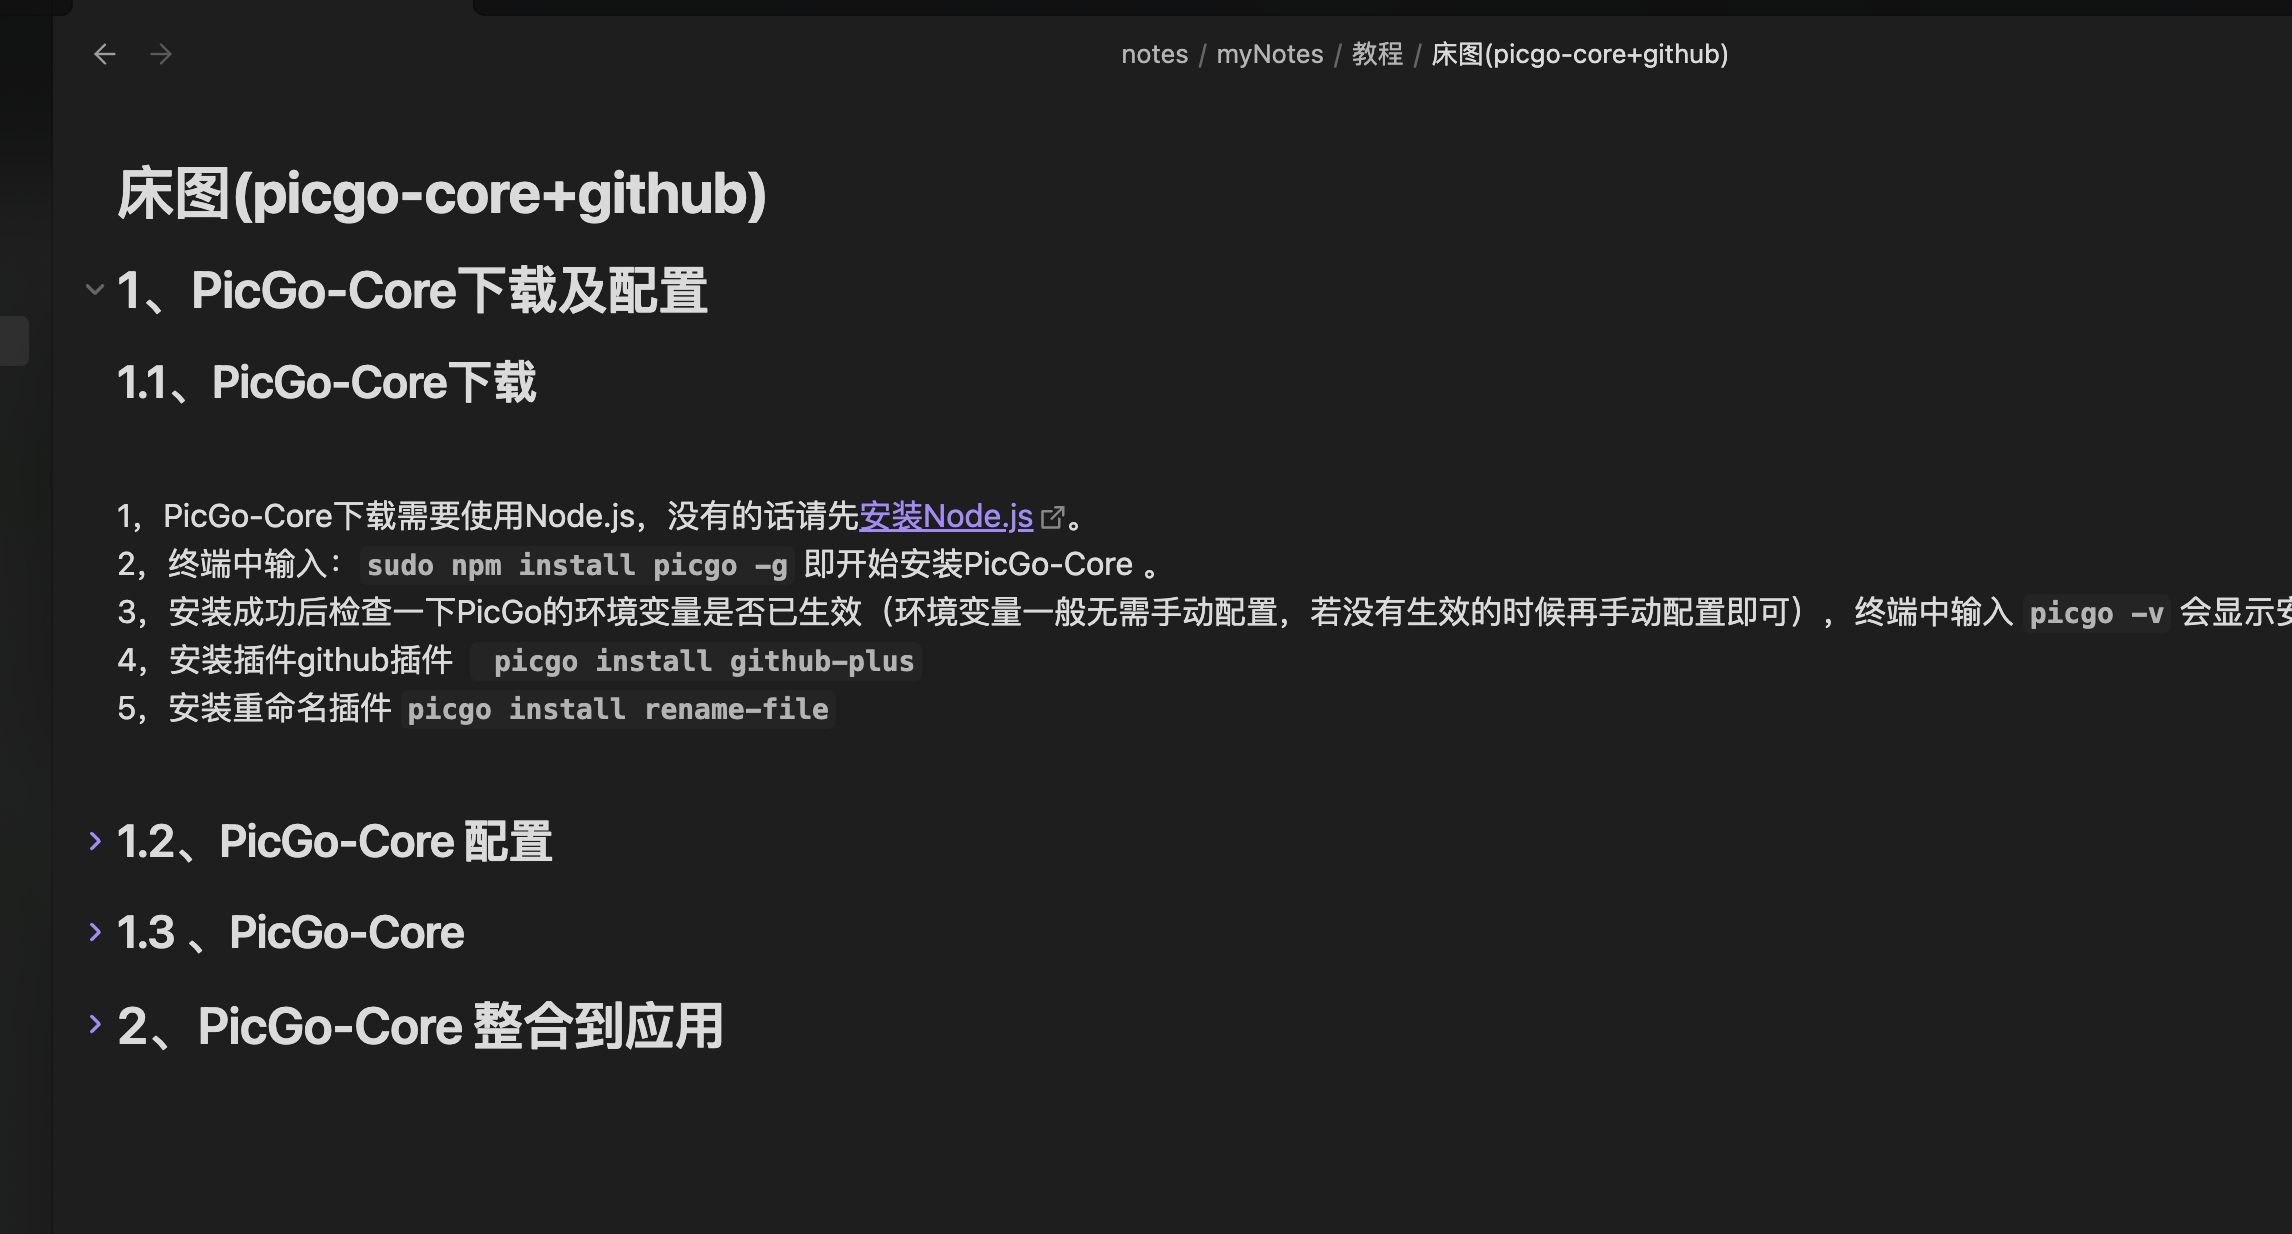 notes / myNotes / 教程 / 床图(picgo-core+github)
床图(picgo-core+github)
1、PicGo-Core下载及配置
1.1、PicGo-Core下载
1，PicGo-Core下载需要使用Node.js，没有的话请先安装Node.js。
2，终端中输入： sudo npm install picgo -g 即开始安装PicGo-Core 。
3，安装成功后检查一下PicGo的环境变量是否已生效（环境变量一般无需手动配置，若没有生效的时候再手动配置即可），终端中输入 picgo -v 会显示安
4，安装插件github插件 picgo install github-plus
5，安装重命名插件 picgo install rename-file
1.2、PicGo-Core 配置
1.3 、PicGo-Core
2、PicGo-Core 整合到应用